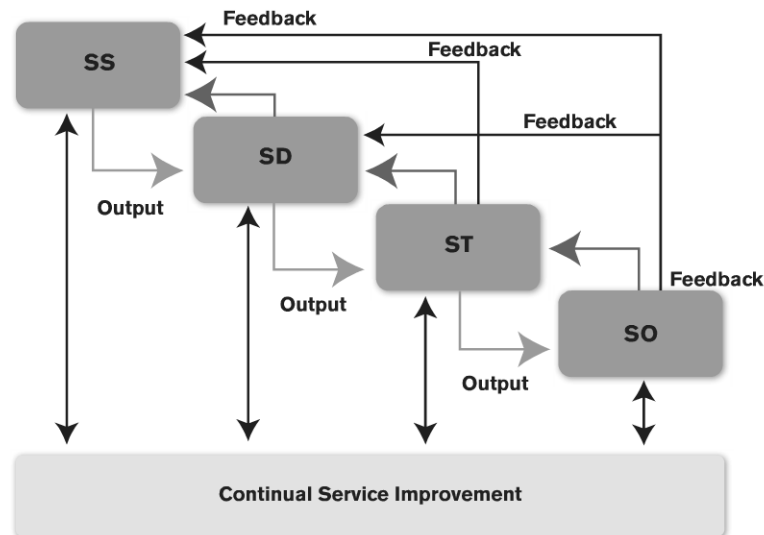 Feedback
SS
Feedback
Feedback
SD
Output
ST
Feedback
Output
SO
Output
Continual Service Improvement